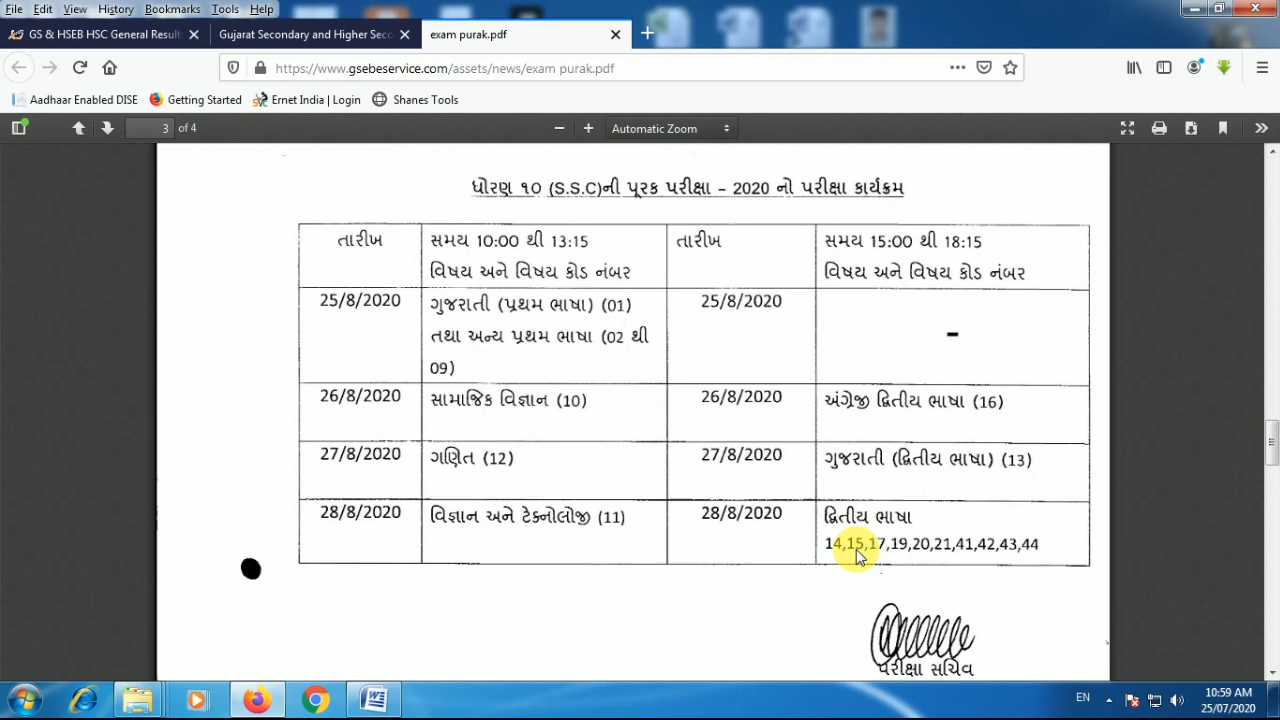 File Edit View History Bookmarks Tools Help
GS & HSEB HSC General Result
Gujarat Secondary and Higher Seco
exam purak.pdf
https://www.gsebeservice.com/assets/news/exam purak.pdf
Aadhaar Enabled DISE Getting Started Ernet India | Login Shanes Tools
3 of 4 Automatic Zoom
ધોરણ ૧૦ (S.S.C)ની પૂરક પરીક્ષા - 2020 નો પરીક્ષા કાર્યક્રમ
તારીખ
સમય 10:00 થી 13:15
વિષય અને વિષય કોડ નંબર
તારીખ
સમય 15:00 થી 18:15
વિષય અને વિષય કોડ નંબર
25/8/2020
ગુજરાતી (પ્રથમ ભાષા) (01)
તથા અન્ય પ્રથમ ભાષા (02 થી
09)
25/8/2020
-
26/8/2020
સામાજિક વિજ્ઞાન (10)
26/8/2020
અંગ્રેજી દ્વિતીય ભાષા (16)
27/8/2020
ગણિત (12)
27/8/2020
ગુજરાતી (દ્વિતીય ભાષા) (13)
28/8/2020
વિજ્ઞાન અને ટેક્નોલોજી (11)
28/8/2020
દ્વિતીય ભાષા
14,15,17,19,20,21,41,42,43,44
પરીક્ષા સચિવ
EN
10:59 AM
25/07/2020